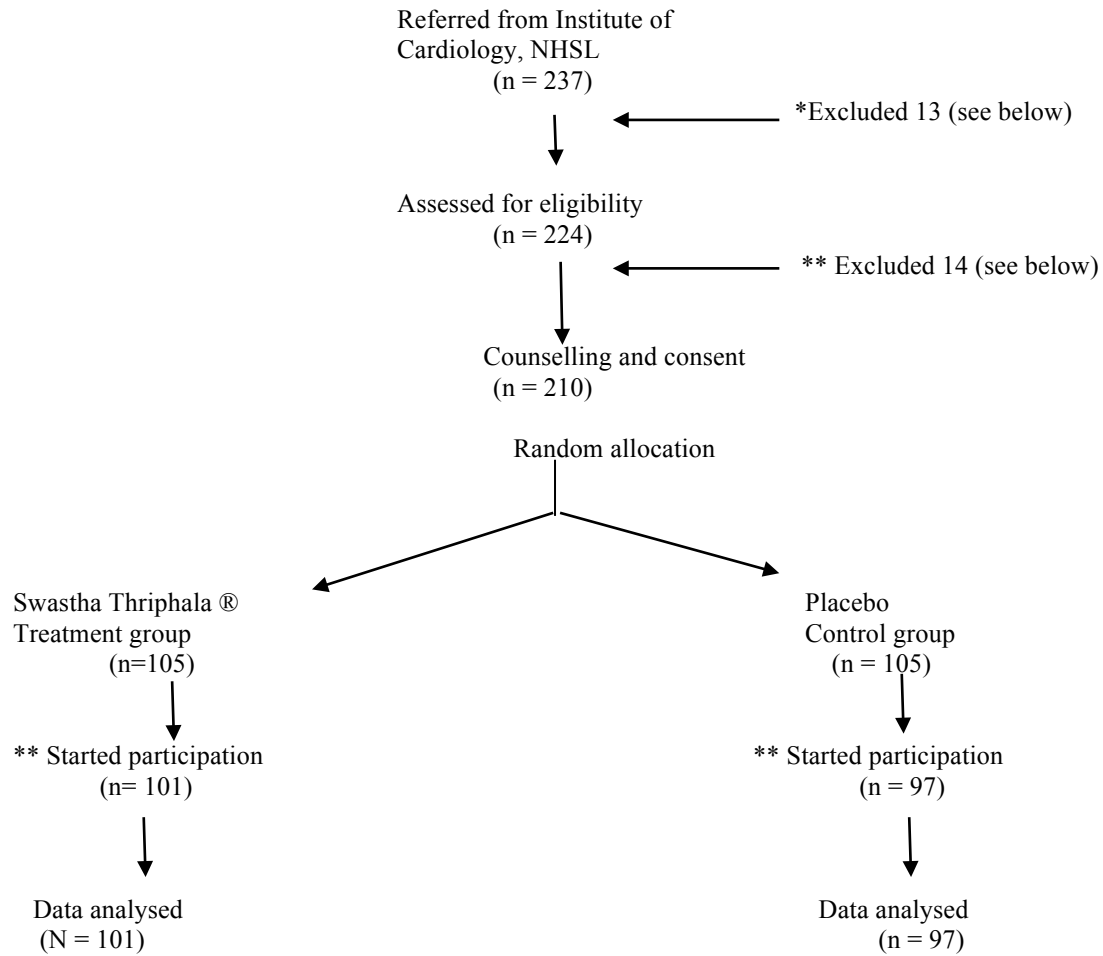 Referred from Institute of
Cardiology, NHSL
(n = 237)
*Excluded 13 (see below)
Assessed for eligibility
(n = 224)
** Excluded 14 (see below)
Counselling and consent
(n = 210)
Random allocation
Swastha Thriphala ®
Treatment group
(n=105)
Placebo
Control group
(n = 105)
** Started participation
(n= 101)
** Started participation
(n = 97)
Data analysed
(N = 101)
Data analysed
(n = 97)